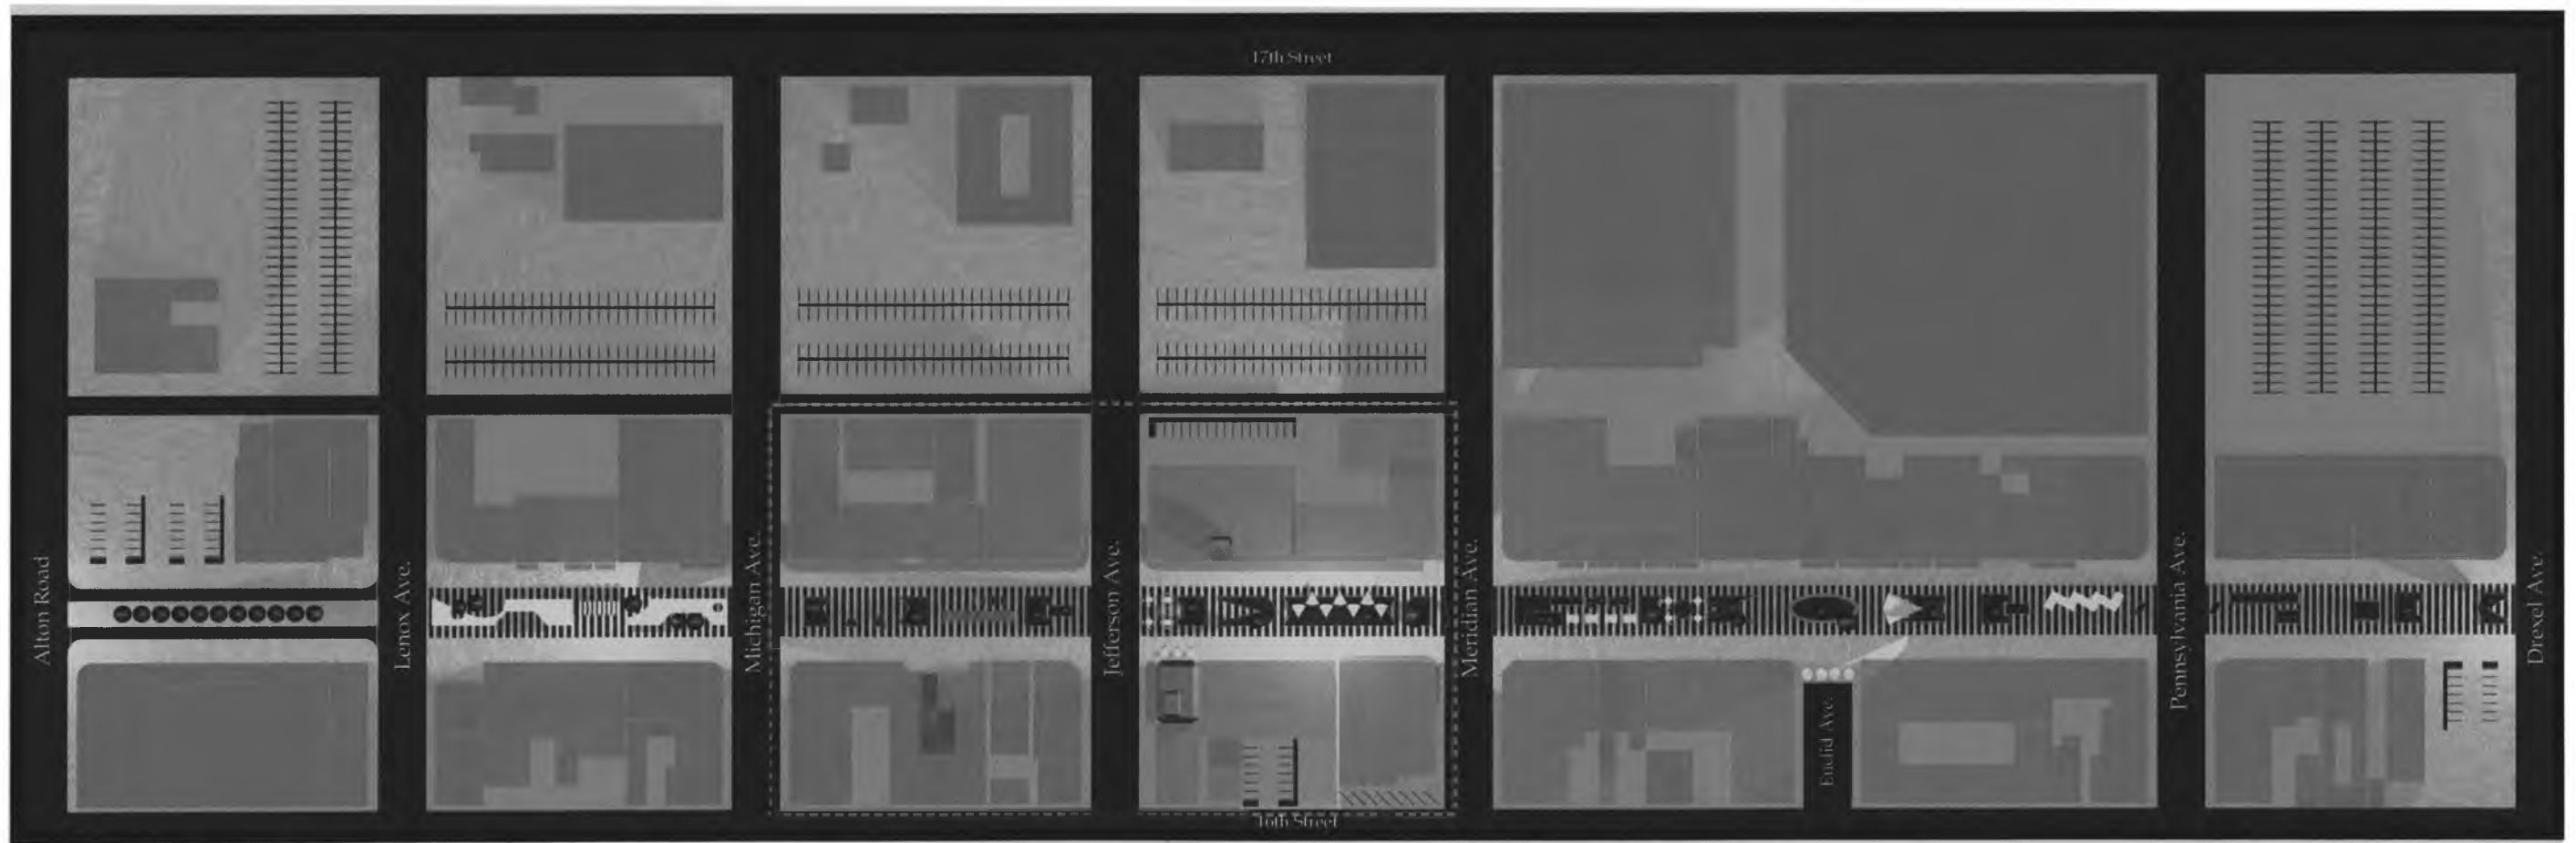 17th Street
Alton Road
Lenox Ave.
Michigan Ave.
Jefferson Ave.
Meridian Ave.
Euclid Ave.
Pennsylvania Ave.
Drexel Ave.
16th Street